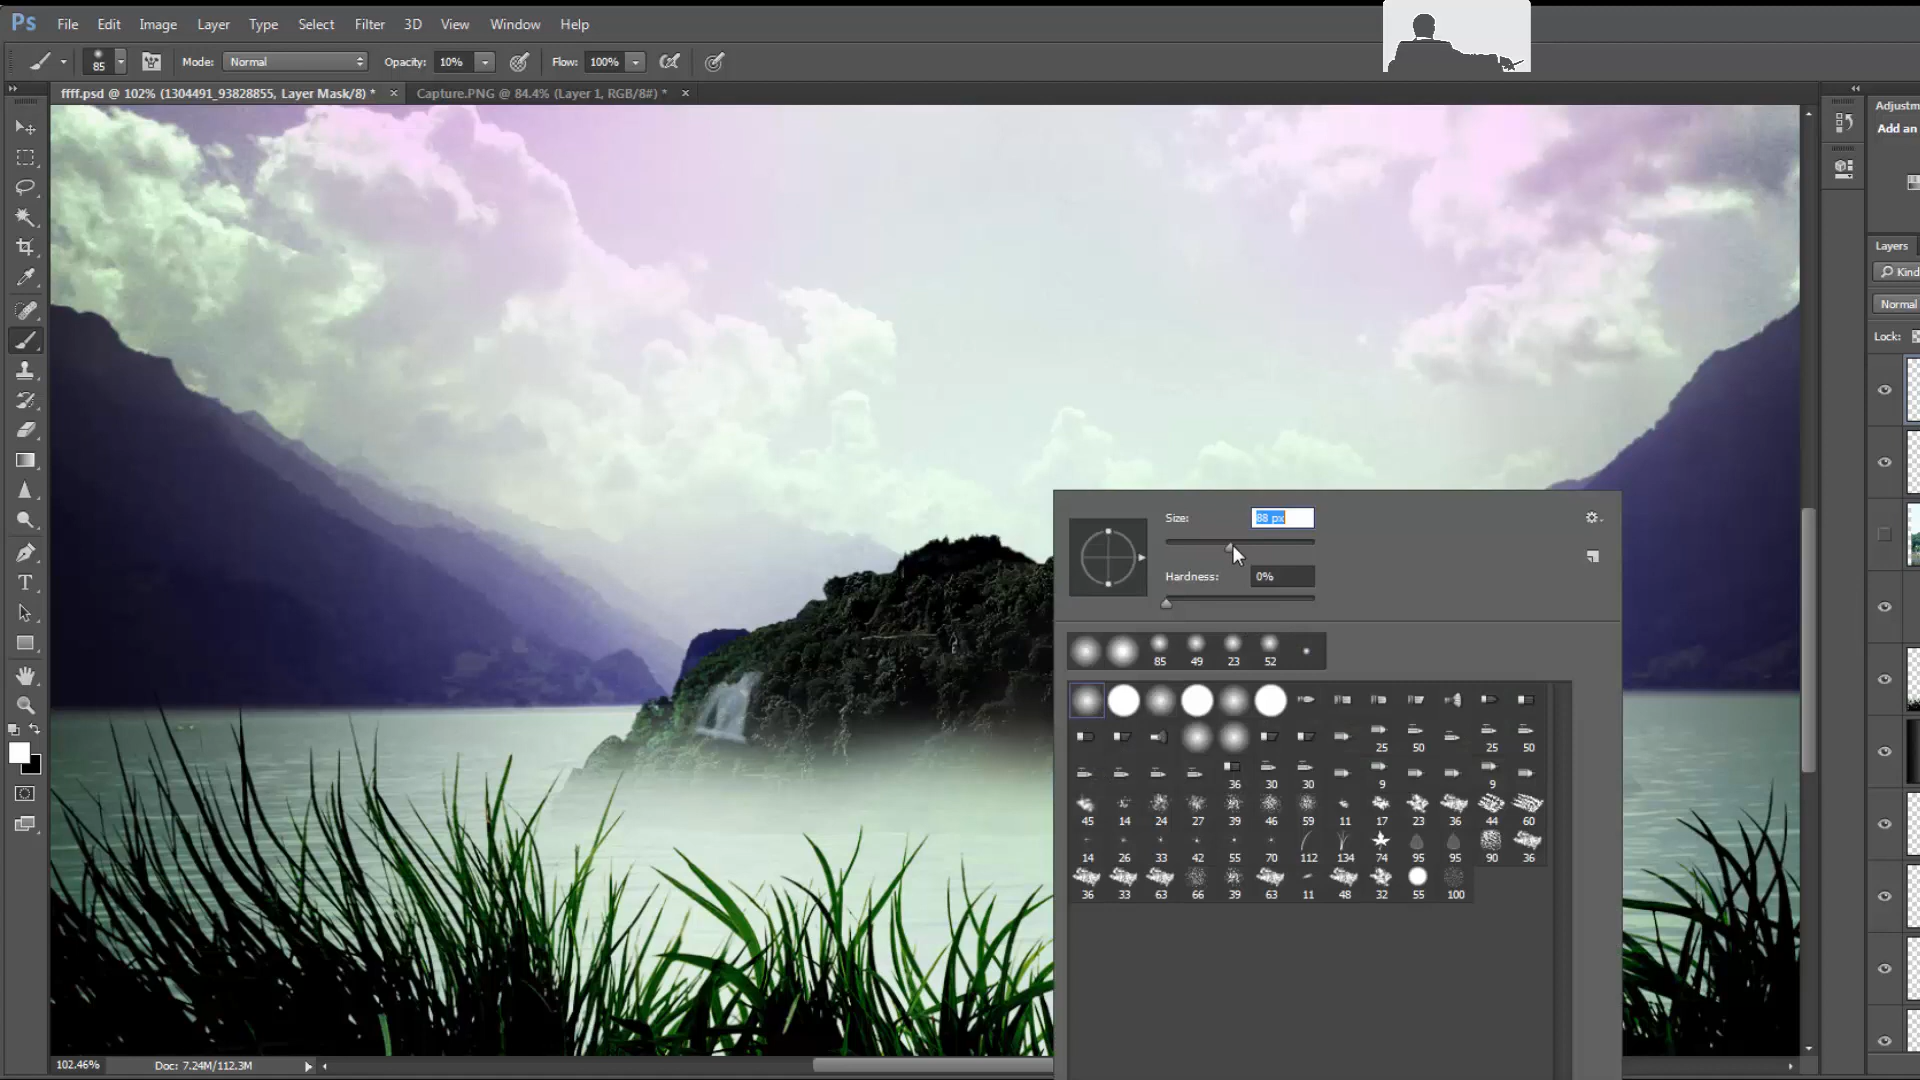 Ps File Edit Image Layer Type Select Filter 3D View Window Help
85 Mode: Normal Opacity: 10% Flow: 100%
ffff.psd @ 102% (1304491_93828855, Layer Mask/8) * × Capture.PNG @ 84.4% (Layer 1, RGB/8#) * ×
Adjustm
Add an
Layers
Kind
Normal
Lock:
Size: 88 px
Hardness: 0%
85 49 23 52
25 50 25 50
36 30 30 9 9
45 14 24 27 39 46 59 11 17 23 36 44 60
14 26 33 42 55 70 112 134 74 95 95 90 36
36 33 63 66 39 63 11 48 32 55 100
102.46% Doc: 7.24M/112.3M